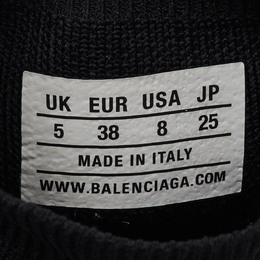 UK EUR USA JP
5 38 8 25
MADE IN ITALY
WWW.BALENCIAGA.COM